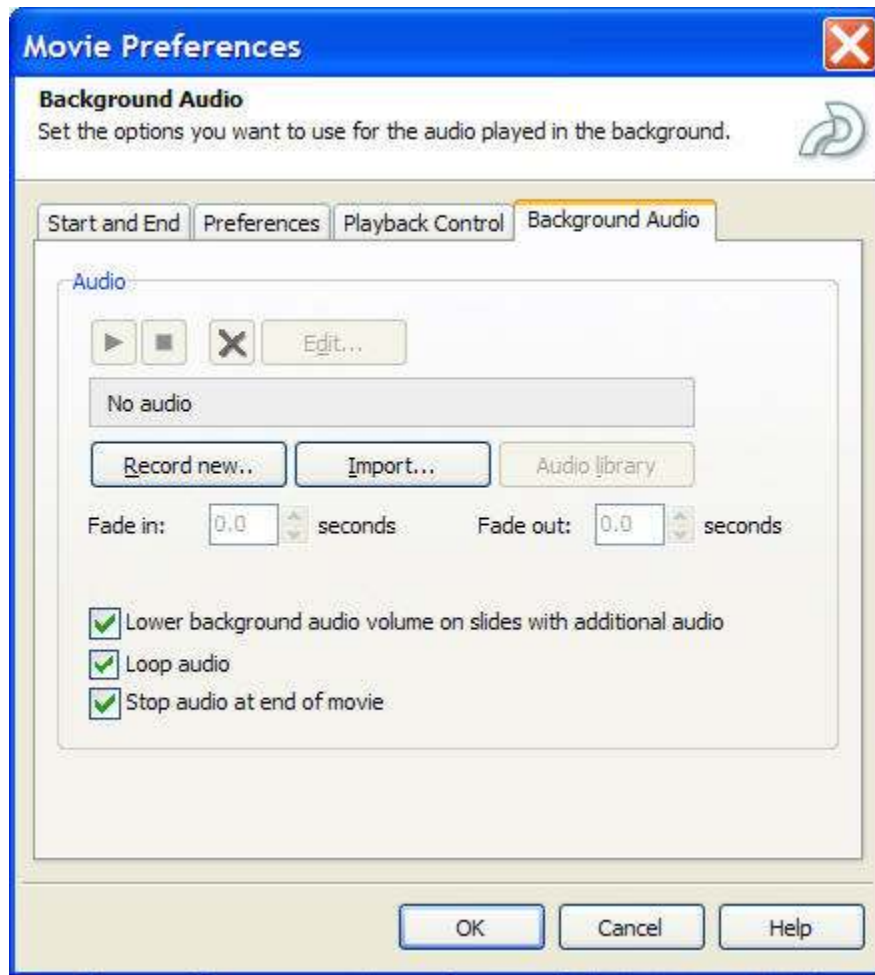 Movie Preferences
Background Audio
Set the options you want to use for the audio played in the background.
Start and End Preferences Playback Control Background Audio
Audio
Edit...
No audio
Record new.. Import... Audio library
Fade in: 0.0 seconds Fade out: 0.0 seconds
Lower background audio volume on slides with additional audio
Loop audio
Stop audio at end of movie
OK Cancel Help